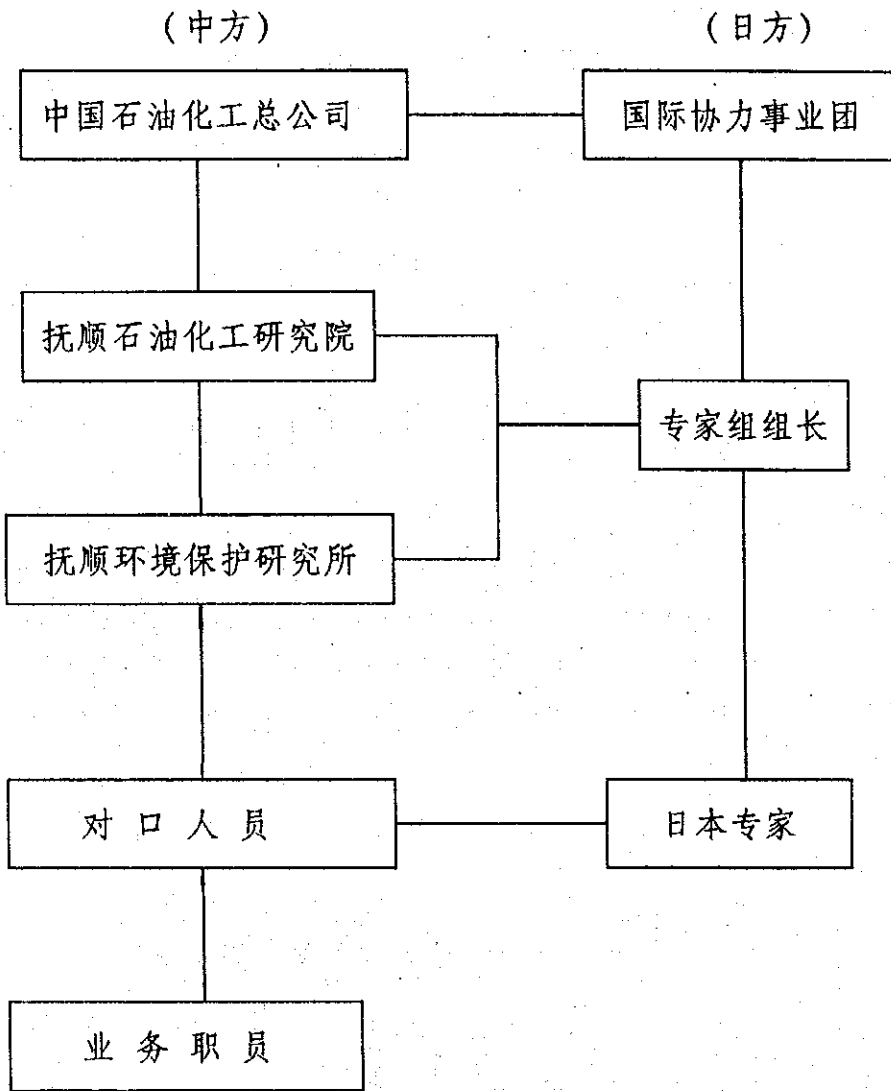 (中方) (日方)
中国石油化工总公司 国际协力事业团
抚顺石油化工研究院
专家组组长
抚顺环境保护研究所
对口人员 日本专家
业务职员